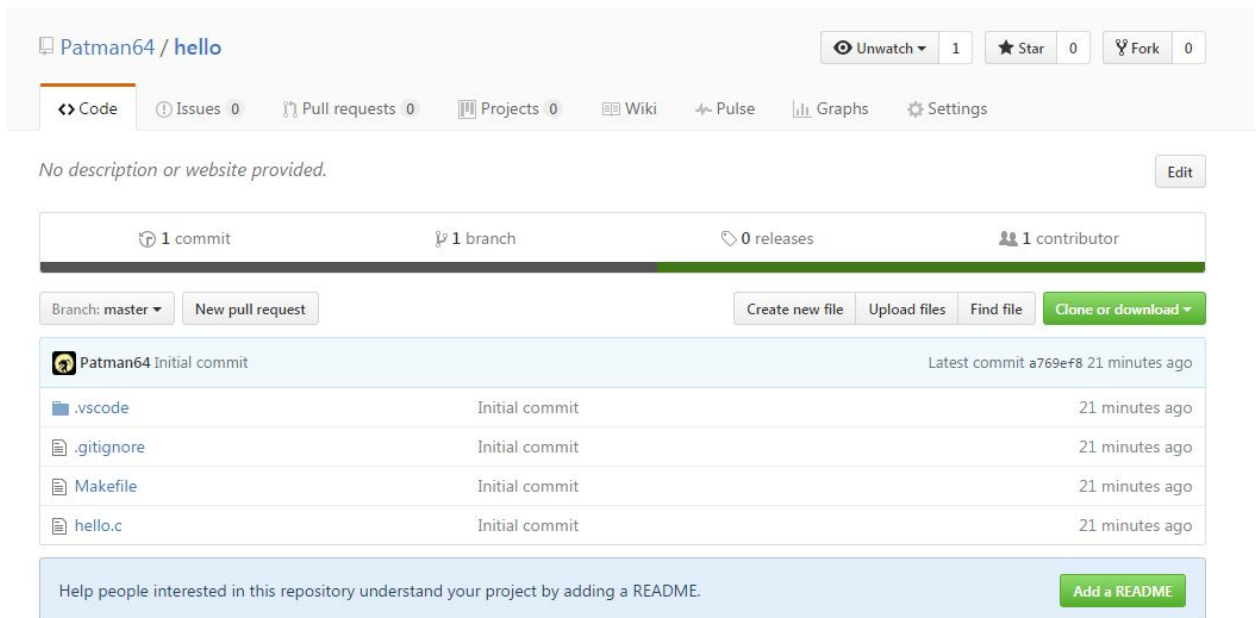 Patman64 / hello Unwatch 1 Star 0 Fork 0
Code Issues 0 Pull requests 0 Projects 0 Wiki Pulse Graphs Settings
No description or website provided. Edit
1 commit 1 branch 0 releases 1 contributor
Branch: master New pull request Create new file Upload files Find file Clone or download
Patman64 Initial commit Latest commit a769ef8 21 minutes ago
.vscode Initial commit 21 minutes ago
.gitignore Initial commit 21 minutes ago
Makefile Initial commit 21 minutes ago
hello.c Initial commit 21 minutes ago
Help people interested in this repository understand your project by adding a README. Add a README